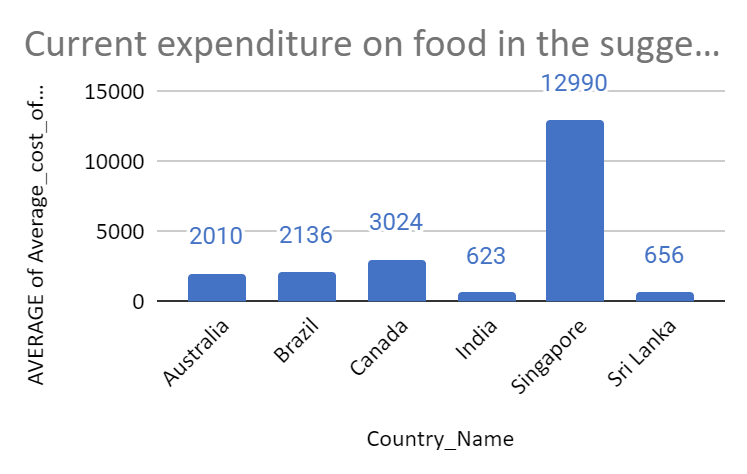 Current expenditure on food in the sugge...
AVERAGE of Average_cost_of...
15000
10000
5000
0
2010
2136
3024
623
12990
656
Australia
Brazil
Canada
India
Singapore
Sri Lanka
Country_Name